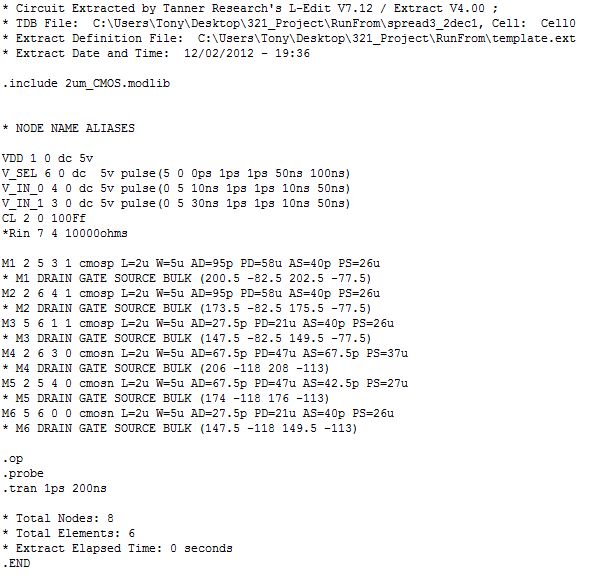 * Circuit Extracted by Tanner Research's L-Edit V7.12 / Extract V4.00 ;
* TDB File:  C:\Users\Tony\Desktop\321_Project\RunFrom\spread3_2dec1, Cell:  Cell0
* Extract Definition File:  C:\Users\Tony\Desktop\321_Project\RunFrom\template.ext
* Extract Date and Time:  12/02/2012 - 19:36
.include 2um_CMOS.modlib
* NODE NAME ALIASES
VDD 1 0 dc 5v
V_SEL 6 0 dc  5v pulse(5 0 0ps 1ps 1ps 50ns 100ns)
V_IN_0 4 0 dc 5v pulse(0 5 10ns 1ps 1ps 10ns 50ns)
V_IN_1 3 0 dc 5v pulse(0 5 30ns 1ps 1ps 10ns 50ns)
CL 2 0 100Ff
*Rin 7 4 10000ohms
M1 2 5 3 1 cmosp L=2u W=5u AD=95p PD=58u AS=40p PS=26u
* M1 DRAIN GATE SOURCE BULK (200.5 -82.5 202.5 -77.5)
M2 2 6 4 1 cmosp L=2u W=5u AD=95p PD=58u AS=40p PS=26u
* M2 DRAIN GATE SOURCE BULK (173.5 -82.5 175.5 -77.5)
M3 5 6 1 1 cmosp L=2u W=5u AD=27.5p PD=21u AS=40p PS=26u
* M3 DRAIN GATE SOURCE BULK (147.5 -82.5 149.5 -77.5)
M4 2 6 3 0 cmosn L=2u W=5u AD=67.5p PD=47u AS=67.5p PS=37u
* M4 DRAIN GATE SOURCE BULK (206 -118 208 -113)
M5 2 5 4 0 cmosn L=2u W=5u AD=67.5p PD=47u AS=42.5p PS=27u
* M5 DRAIN GATE SOURCE BULK (174 -118 176 -113)
M6 5 6 0 0 cmosn L=2u W=5u AD=27.5p PD=21u AS=40p PS=26u
* M6 DRAIN GATE SOURCE BULK (147.5 -118 149.5 -113)
.op
.probe
.tran 1ps 200ns
* Total Nodes: 8
* Total Elements: 6
* Extract Elapsed Time: 0 seconds
.END